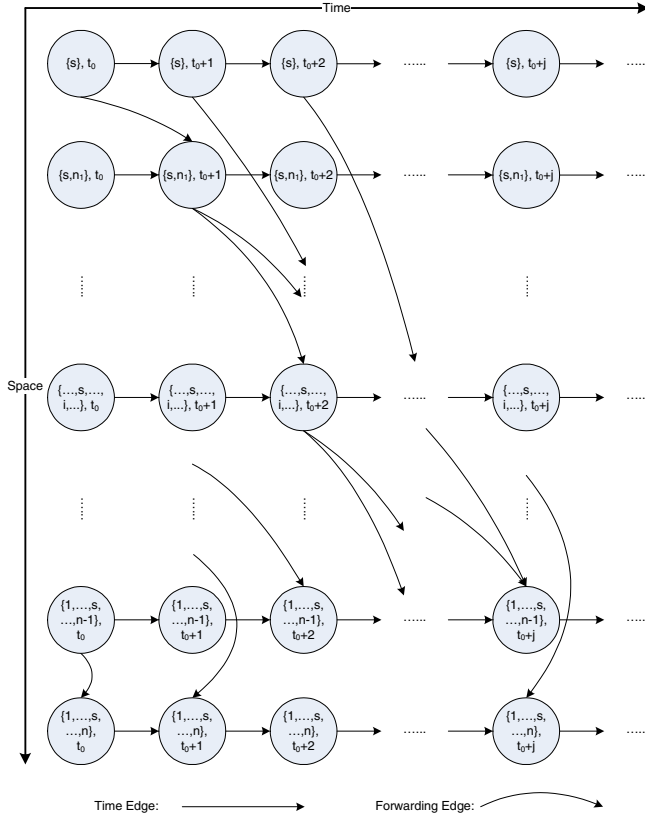 Time
{s}, t₀
{s}, t₀+1
{s}, t₀+2
......
{s}, t₀+j
....
{s,n₁}, t₀
{s,n₁}, t₀+1
{s,n₁}, t₀+2
......
{s,n₁}, t₀+j
....
Space
{...,s,...,
i,...}, t₀
{...,s,...,
i,...}, t₀+1
{...,s,...,
i,...}, t₀+2
......
{...,s,...,
i,...}, t₀+j
....
{1,...,s,
...,n-1},
t₀
{1,...,s,
...,n-1},
t₀+1
{1,...,s,
...,n-1},
t₀+2
......
{1,...,s,
...,n-1},
t₀+j
....
{1,...,s,
...,n},
t₀
{1,...,s,
...,n},
t₀+1
{1,...,s,
...,n},
t₀+2
......
{1,...,s,
...,n},
t₀+j
....
Time Edge:
Forwarding Edge: